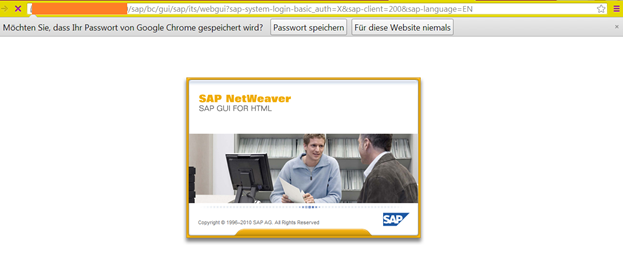 /sap/bc/gui/sap/its/webgui?sap-system-login-basic_auth=X&sap-client=200&sap-language=EN
Möchten Sie, dass Ihr Passwort von Google Chrome gespeichert wird? Passwort speichern Für diese Website niemals
SAP NetWeaver
SAP GUI FOR HTML
Copyright © 1996-2010 SAP AG. All Rights Reserved
SAP